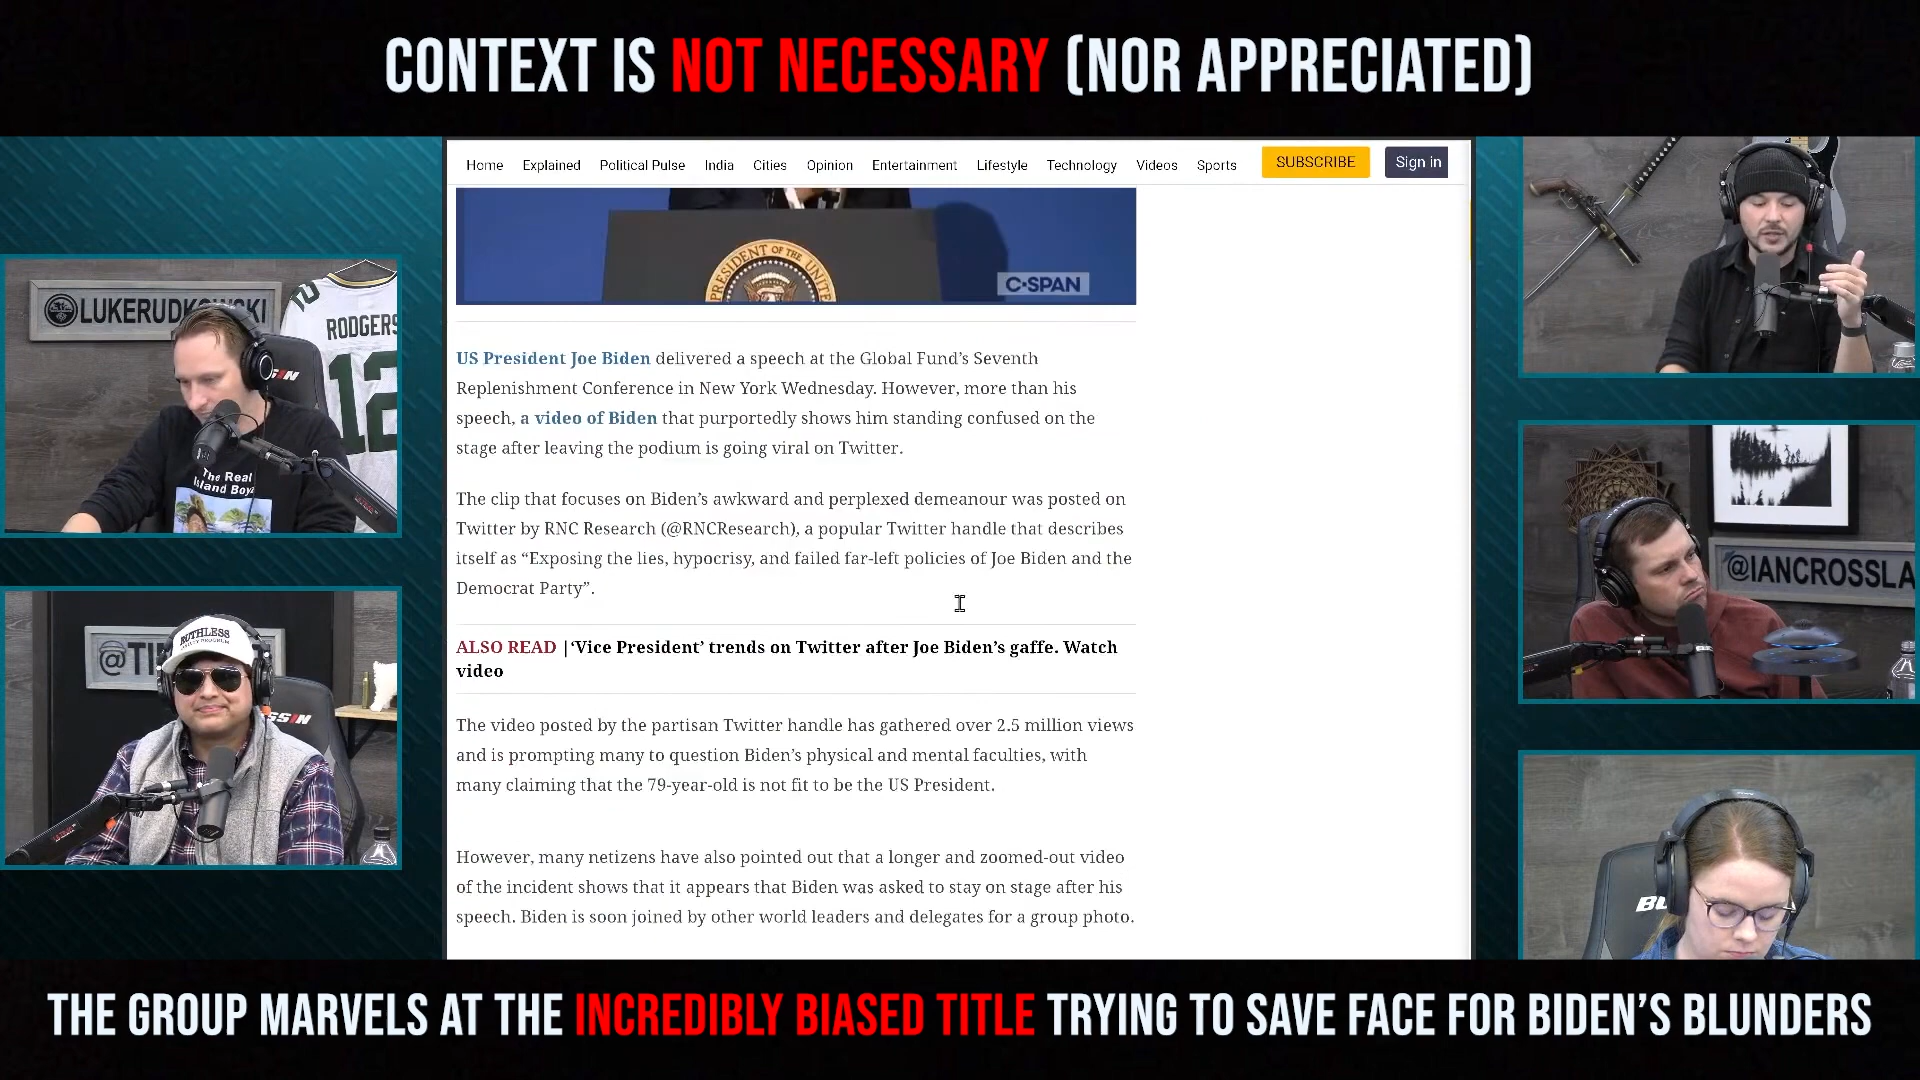 CONTEXT IS NOT NECESSARY (NOR APPRECIATED)
Home Explained Political Pulse India Cities Opinion Entertainment Lifestyle Technology Videos Sports SUBSCRIBE Sign in
PRESIDENT OF THE UNITED
C-SPAN
US President Joe Biden delivered a speech at the Global Fund’s Seventh
Replenishment Conference in New York Wednesday. However, more than his
speech, a video of Biden that purportedly shows him standing confused on the
stage after leaving the podium is going viral on Twitter.
The clip that focuses on Biden’s awkward and perplexed demeanour was posted on
Twitter by RNC Research (@RNCResearch), a popular Twitter handle that describes
itself as “Exposing the lies, hypocrisy, and failed far-left policies of Joe Biden and the
Democrat Party”.
ALSO READ |‘Vice President’ trends on Twitter after Joe Biden’s gaffe. Watch
video
The video posted by the partisan Twitter handle has gathered over 2.5 million views
and is prompting many to question Biden’s physical and mental faculties, with
many claiming that the 79-year-old is not fit to be the US President.
However, many netizens have also pointed out that a longer and zoomed-out video
of the incident shows that it appears that Biden was asked to stay on stage after his
speech. Biden is soon joined by other world leaders and delegates for a group photo.
@LUKERUDKOWSKI
RODGERS
12
The Real
Island Boyz
@TI
RUTHLESS
@IANCROSSLA
THE GROUP MARVELS AT THE INCREDIBLY BIASED TITLE TRYING TO SAVE FACE FOR BIDEN’S BLUNDERS